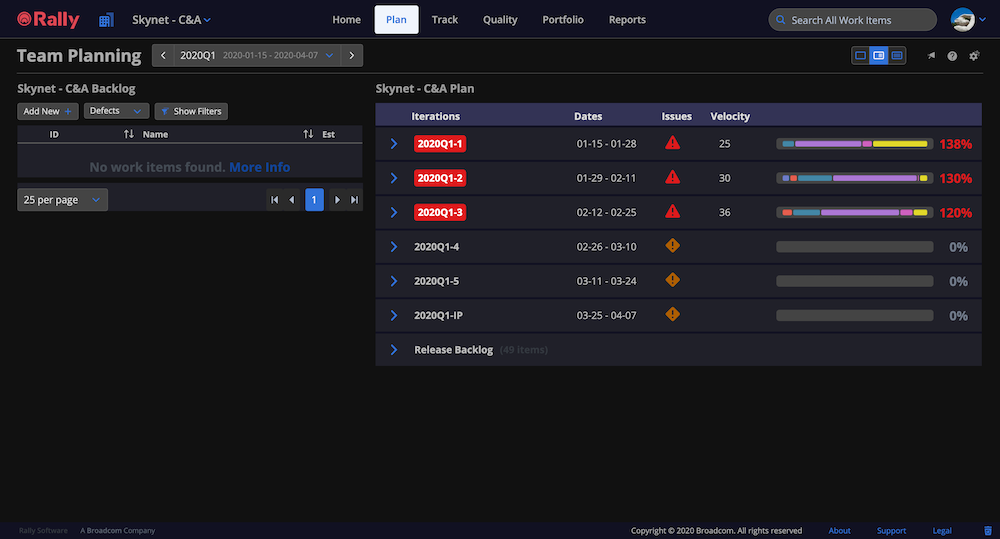 Rally Skynet - C&A Home Plan Track Quality Portfolio Reports Search All Work Items
Team Planning 2020Q1 2020-01-15 - 2020-04-07
Skynet - C&A Backlog
Add New + Defects Show Filters
ID Name Est
No work items found. More Info
25 per page 1
Skynet - C&A Plan
Iterations Dates Issues Velocity
2020Q1-1 01-15 - 01-28 25 138%
2020Q1-2 01-29 - 02-11 30 130%
2020Q1-3 02-12 - 02-25 36 120%
2020Q1-4 02-26 - 03-10 0%
2020Q1-5 03-11 - 03-24 0%
2020Q1-IP 03-25 - 04-07 0%
Release Backlog (49 items)
Rally Software A Broadcom Company Copyright © 2020 Broadcom. All rights reserved About Support Legal